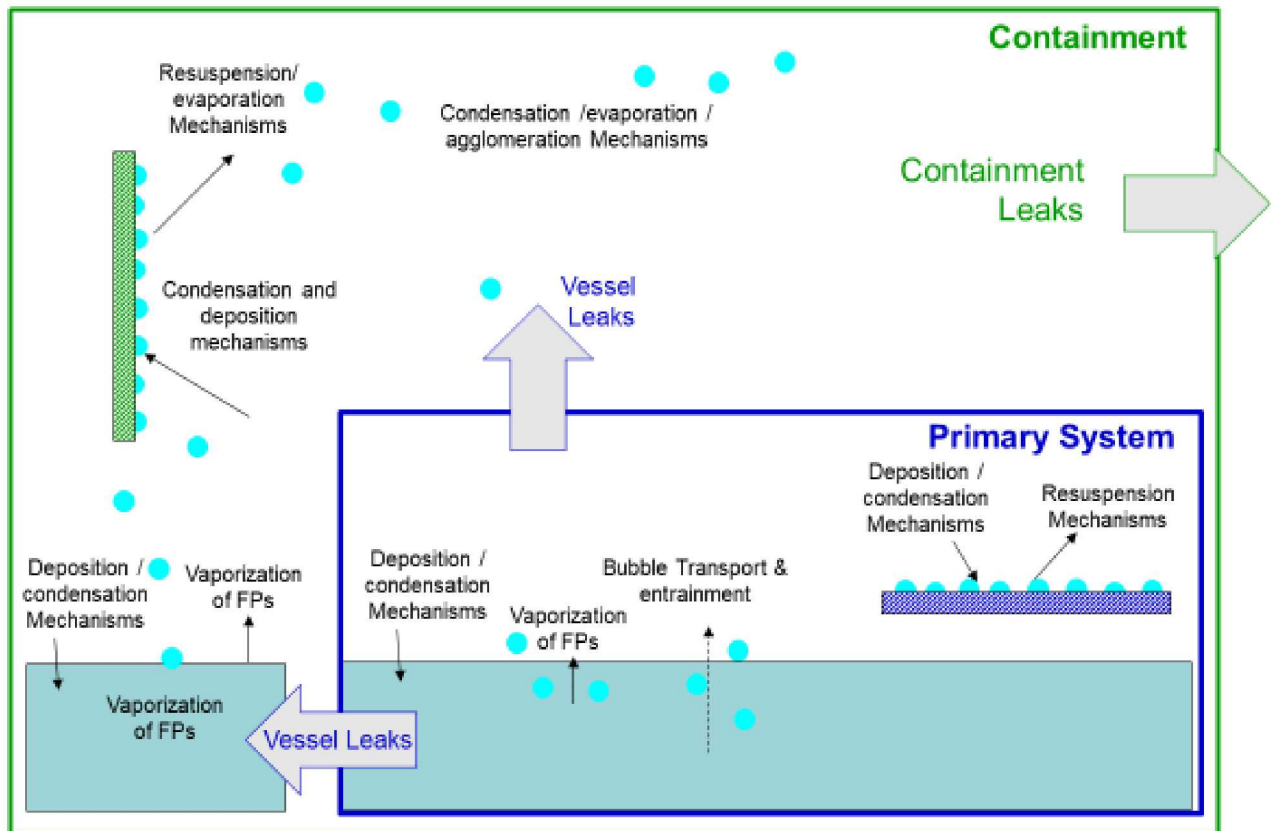 Containment
Resuspension/
evaporation
Mechanisms
Condensation /evaporation /
agglomeration Mechanisms
Containment
Leaks
Condensation and
deposition
mechanisms
Vessel
Leaks
Primary System
Deposition /
condensation
Mechanisms
Resuspension
Mechanisms
Deposition /
condensation
Mechanisms
Vaporization
of FPs
Deposition /
condensation
Mechanisms
Vaporization
of FPs
Bubble Transport &
entrainment
Vaporization
of FPs
Vessel Leaks